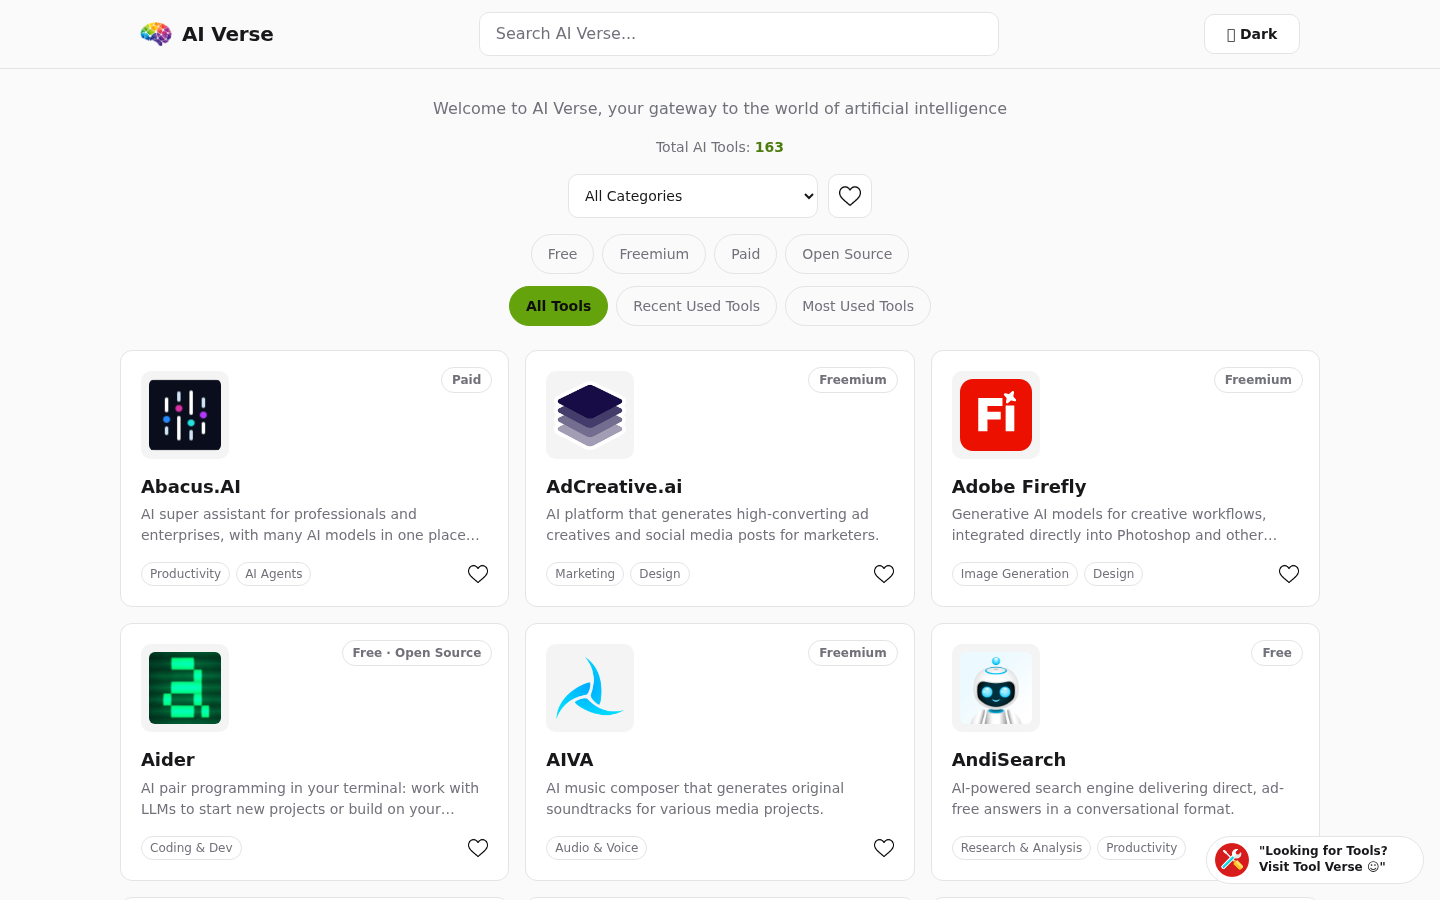 AI Verse
Search AI Verse...
Dark
Welcome to AI Verse, your gateway to the world of artificial intelligence
Total AI Tools: 163
All Categories
Free
Freemium
Paid
Open Source
All Tools
Recent Used Tools
Most Used Tools
Paid
Abacus.AI
AI super assistant for professionals and
enterprises, with many AI models in one place…
Productivity
AI Agents
Freemium
AdCreative.ai
AI platform that generates high-converting ad
creatives and social media posts for marketers.
Marketing
Design
Freemium
Fi
Adobe Firefly
Generative AI models for creative workflows,
integrated directly into Photoshop and other…
Image Generation
Design
Free · Open Source
a
Aider
AI pair programming in your terminal: work with
LLMs to start new projects or build on your…
Coding & Dev
Freemium
AIVA
AI music composer that generates original
soundtracks for various media projects.
Audio & Voice
Free
AndiSearch
AI-powered search engine delivering direct, ad-
free answers in a conversational format.
Research & Analysis
Productivity
"Looking for Tools?
Visit Tool Verse ☺"